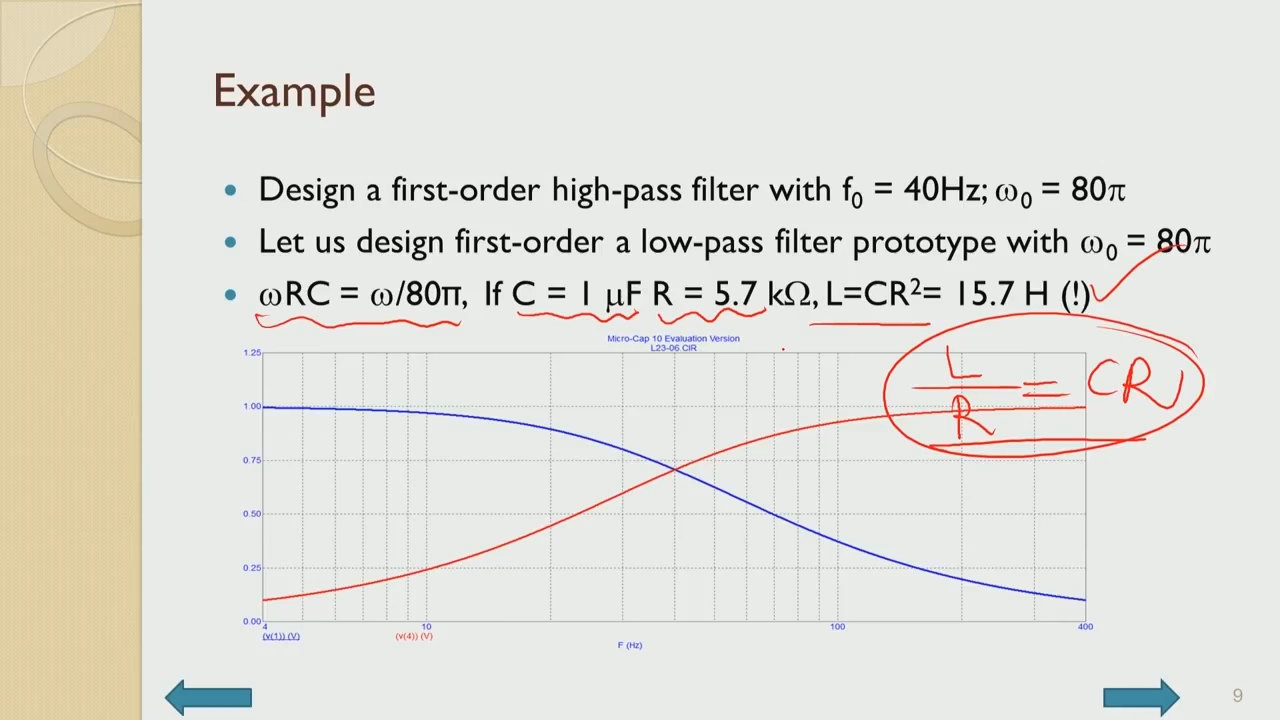 Example
Design a first-order high-pass filter with f₀ = 40Hz; ω₀ = 80π
Let us design first-order a low-pass filter prototype with ω₀ = 80π
ωRC = ω/80π, If C = 1 μF R = 5.7 kΩ, L=CR²= 15.7 H (!)
Micro-Cap 10 Evaluation Version
L23-06.CIR
L/R = CR
1.25
1.00
0.75
0.50
0.25
0.00
4 10 100 400
(v(1)) (V) (v(4)) (V)
F (Hz)
9